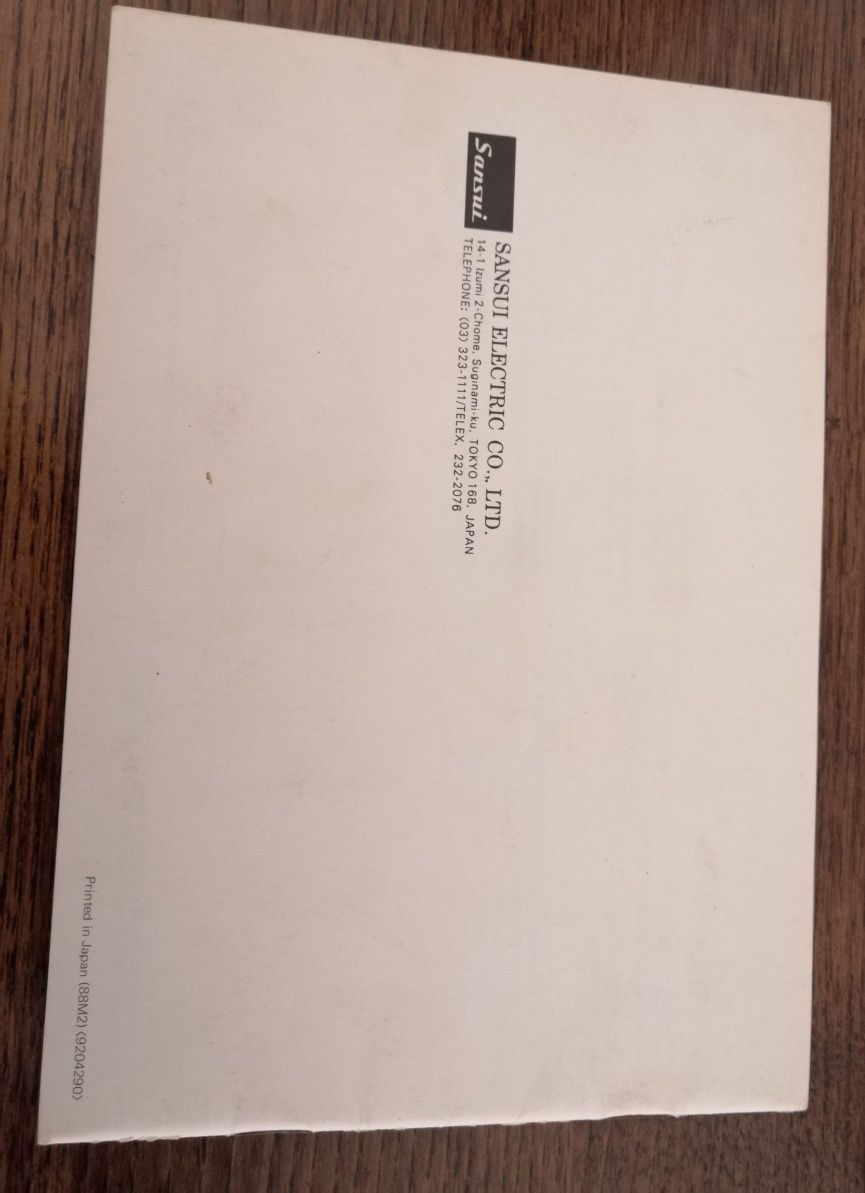 Sansui
SANSUI ELECTRIC CO., LTD.
14-1 Izumi 2-Chome, Suginami-ku, TOKYO 168, JAPAN
TELEPHONE: (03) 323-1111/TELEX. 232-2076
Printed in Japan (88M2) ‹9204290›